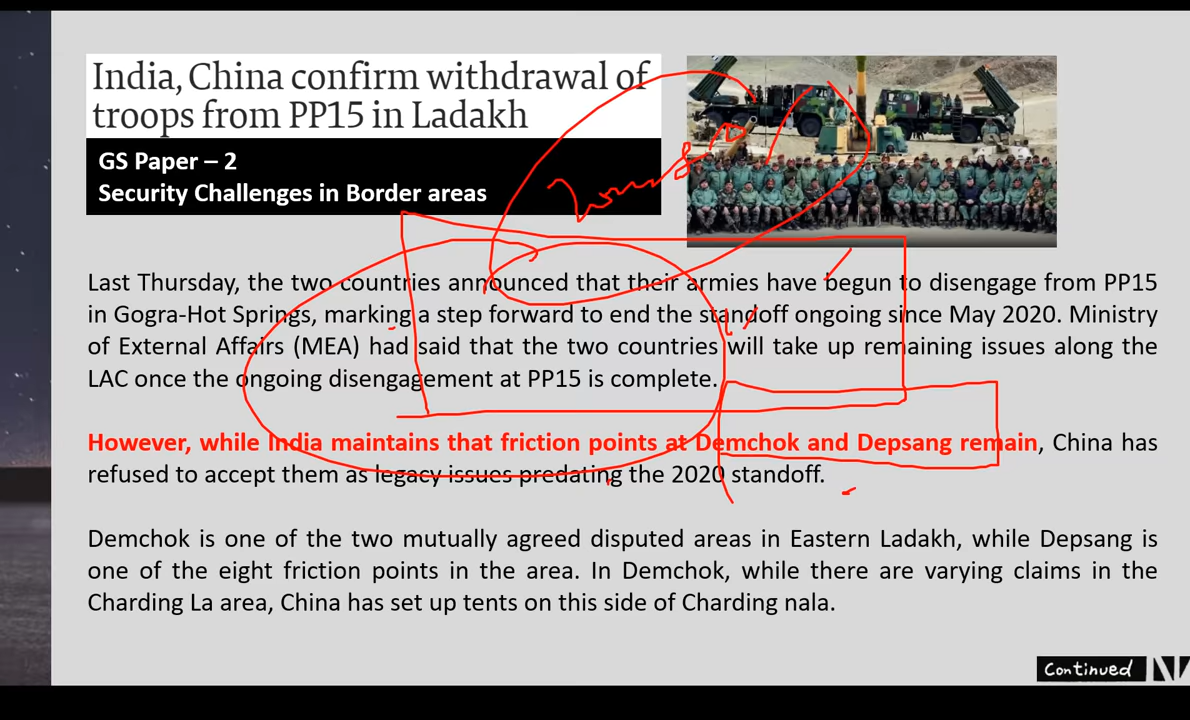 India, China confirm withdrawal of
troops from PP15 in Ladakh
GS Paper – 2
Security Challenges in Border areas
Last Thursday, the two countries announced that their armies have begun to disengage from PP15
in Gogra-Hot Springs, marking a step forward to end the standoff ongoing since May 2020. Ministry
of External Affairs (MEA) had said that the two countries will take up remaining issues along the
LAC once the ongoing disengagement at PP15 is complete.
However, while India maintains that friction points at Demchok and Depsang remain, China has
refused to accept them as legacy issues predating the 2020 standoff.
Demchok is one of the two mutually agreed disputed areas in Eastern Ladakh, while Depsang is
one of the eight friction points in the area. In Demchok, while there are varying claims in the
Charding La area, China has set up tents on this side of Charding nala.
Continued